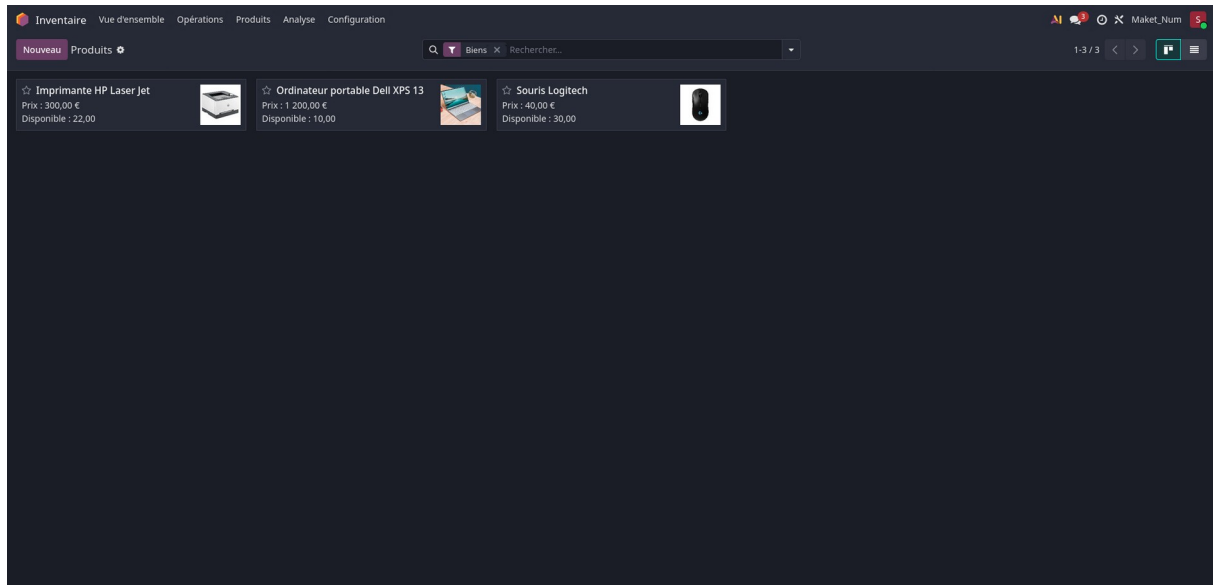 Inventaire Vue d'ensemble Opérations Produits Analyse Configuration 3 Maket_Num S
Nouveau Produits Biens × Rechercher... 1-3 / 3
Imprimante HP Laser Jet
Prix : 300,00 €
Disponible : 22,00
Ordinateur portable Dell XPS 13
Prix : 1 200,00 €
Disponible : 10,00
Souris Logitech
Prix : 40,00 €
Disponible : 30,00